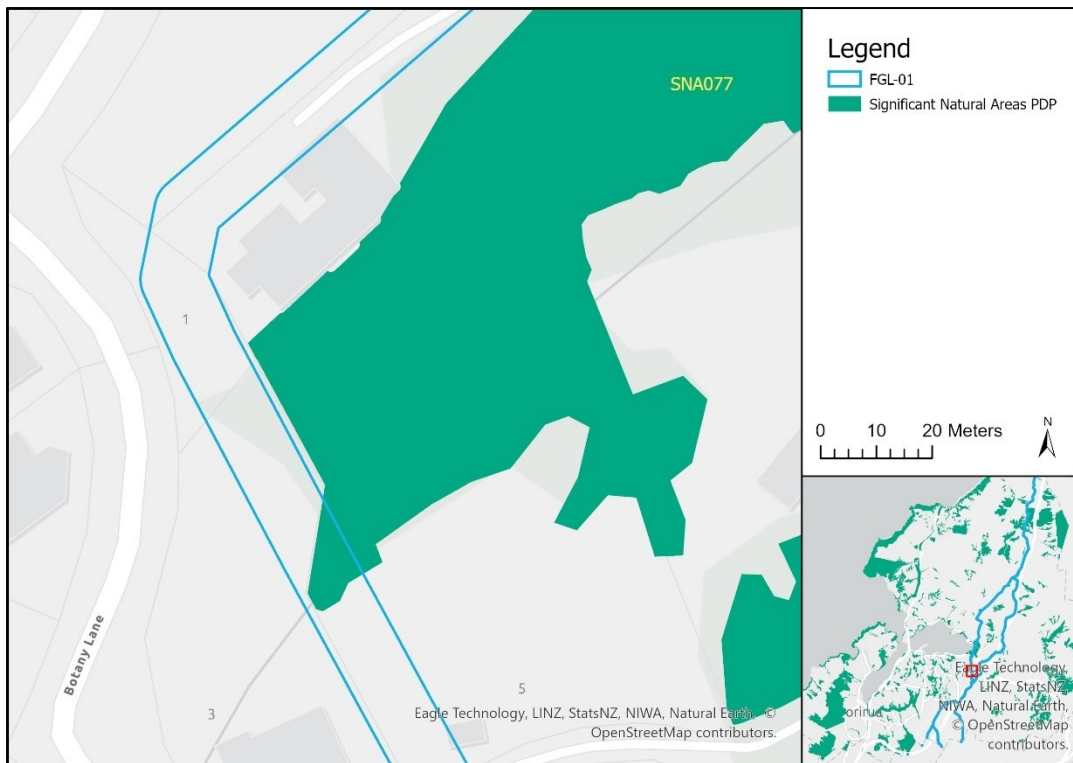 SNA077
1
Botany Lane
3
5
Eagle Technology, LINZ, StatsNZ, NIWA, Natural Earth, ©
OpenStreetMap contributors.
Legend
FGL-01
Significant Natural Areas PDP
0 10 20 Meters
N
orirua
Eagle Technology,
LINZ, StatsNZ,
NIWA, Natural Earth,
© OpenStreetMap
contributors.